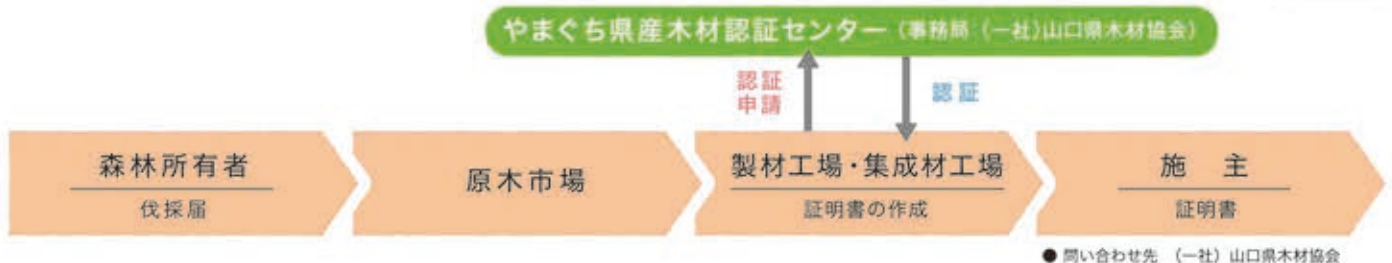 やまぐち県産木材認証センター（事務局（一社）山口県木材協会）
認証
申請
認証
森林所有者
伐採届
原木市場
製材工場・集成材工場
証明書の作成
施　主
証明書
● 問い合わせ先　（一社）山口県木材協会